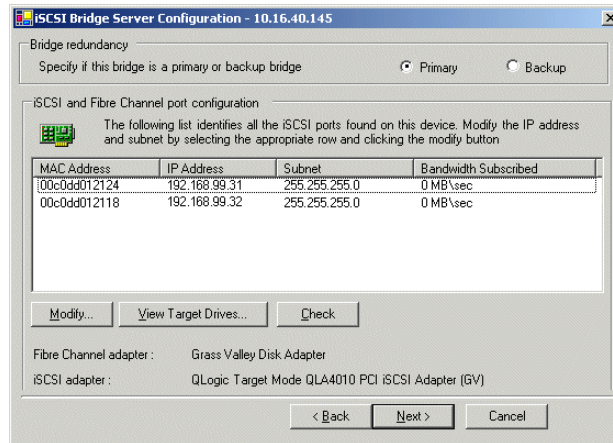 iSCSI Bridge Server Configuration - 10.16.40.145
Bridge redundancy
Specify if this bridge is a primary or backup bridge
Primary
Backup
iSCSI and Fibre Channel port configuration
The following list identifies all the iSCSI ports found on this device. Modify the IP address
and subnet by selecting the appropriate row and clicking the modify button
MAC Address IP Address Subnet Bandwidth Subscribed
00c0dd012124 192.168.99.31 255.255.255.0 0 MB\sec
00c0dd012118 192.168.99.32 255.255.255.0 0 MB\sec
Modify... View Target Drives... Check
Fibre Channel adapter : Grass Valley Disk Adapter
iSCSI adapter : QLogic Target Mode QLA4010 PCI iSCSI Adapter (GV)
< Back Next > Cancel